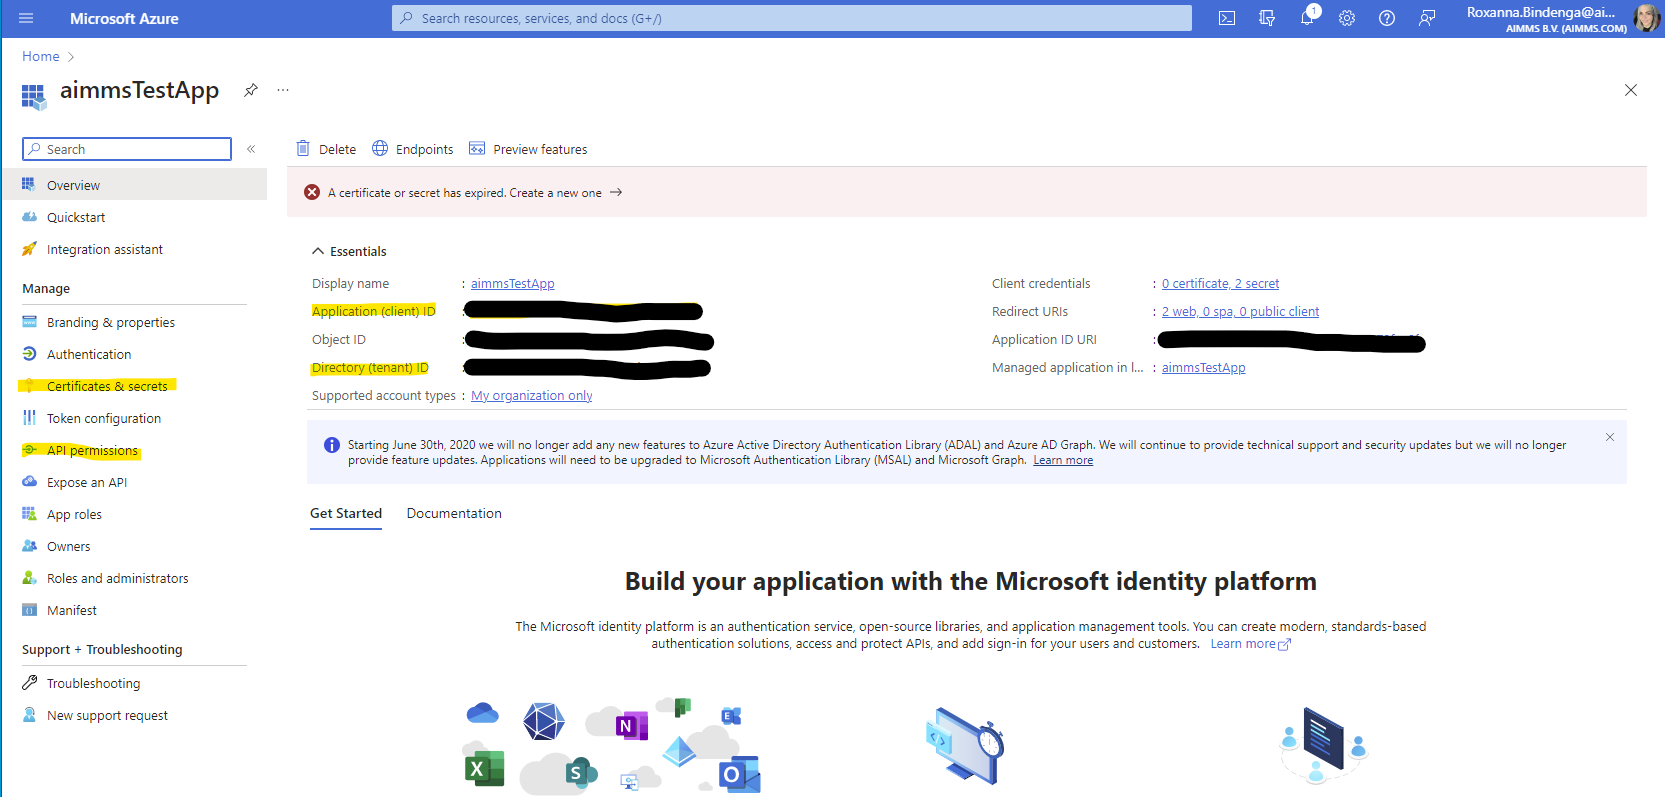 Microsoft Azure
Search resources, services, and docs (G+/)
1
Roxanna.Bindenga@ai...
AIMMS B.V. (AIMMS.COM)
Home
aimmsTestApp
Search
Delete
Endpoints
Preview features
Overview
A certificate or secret has expired. Create a new one →
Quickstart
Integration assistant
Essentials
Manage
Display name : aimmsTestApp
Client credentials : 0 certificate, 2 secret
Application (client) ID :
Redirect URIs : 2 web, 0 spa, 0 public client
Branding & properties
Object ID :
Application ID URI :
Authentication
Directory (tenant) ID :
Managed application in l... : aimmsTestApp
Certificates & secrets
Supported account types : My organization only
Token configuration
API permissions
Starting June 30th, 2020 we will no longer add any new features to Azure Active Directory Authentication Library (ADAL) and Azure AD Graph. We will continue to provide technical support and security updates but we will no longer
provide feature updates. Applications will need to be upgraded to Microsoft Authentication Library (MSAL) and Microsoft Graph. Learn more
Expose an API
App roles
Get Started
Documentation
Owners
Roles and administrators
Build your application with the Microsoft identity platform
Manifest
The Microsoft identity platform is an authentication service, open-source libraries, and application management tools. You can create modern, standards-based
authentication solutions, access and protect APIs, and add sign-in for your users and customers. Learn more
Support + Troubleshooting
Troubleshooting
New support request
N
E
X
S
O